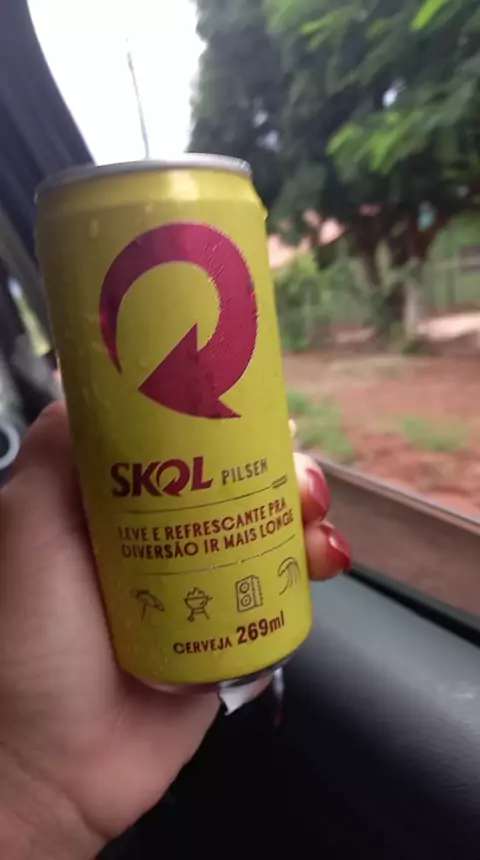 SKOL PILSEN
LEVE E REFRESCANTE PRA
DIVERSÃO IR MAIS LONGE
CERVEJA 269ml